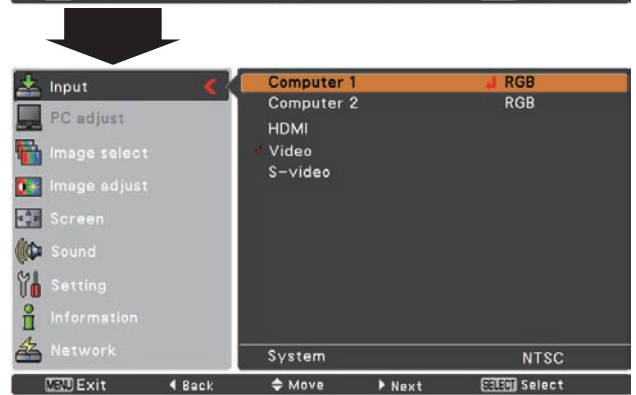 Input
PC adjust
Image select
Image adjust
Screen
Sound
Setting
Information
Network
Computer 1 RGB
Computer 2 RGB
HDMI
Video
S-video
System NTSC
MENU Exit Back Move Next SELECT Select